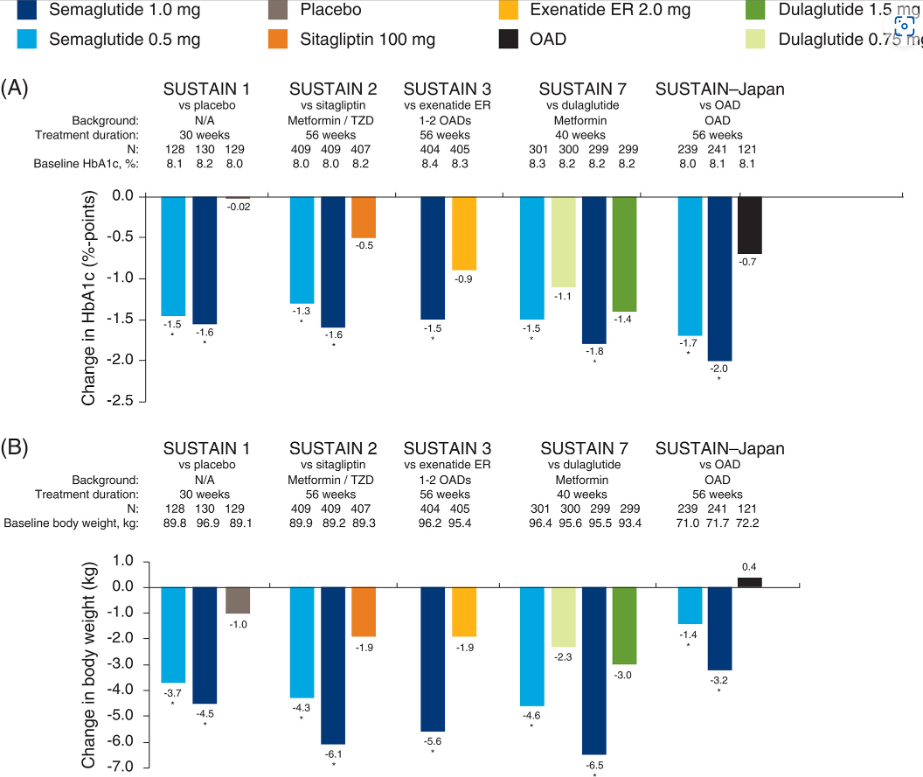 Semaglutide 1.0 mg Placebo Exenatide ER 2.0 mg Dulaglutide 1.5 mg
Semaglutide 0.5 mg Sitagliptin 100 mg OAD Dulaglutide 0.75 mg
(A) SUSTAIN 1 SUSTAIN 2 SUSTAIN 3 SUSTAIN 7 SUSTAIN–Japan
vs placebo vs sitagliptin vs exenatide ER vs dulaglutide vs OAD
Background: N/A Metformin / TZD 1-2 OADs Metformin OAD
Treatment duration: 30 weeks 56 weeks 56 weeks 40 weeks 56 weeks
N: 128 130 129 409 409 407 404 405 301 300 299 299 239 241 121
Baseline HbA1c, %: 8.1 8.2 8.0 8.0 8.0 8.2 8.4 8.3 8.3 8.2 8.2 8.2 8.0 8.1 8.1
Change in HbA1c (%-points)
0.0
-0.5
-1.0
-1.5
-2.0
-2.5
-1.5 * -1.6 * -0.02
-1.3 * -1.6 * -0.5
-1.5 * -0.9
-1.5 * -1.1 -1.8 * -1.4
-1.7 * -2.0 * -0.7
(B) SUSTAIN 1 SUSTAIN 2 SUSTAIN 3 SUSTAIN 7 SUSTAIN–Japan
vs placebo vs sitagliptin vs exenatide ER vs dulaglutide vs OAD
Background: N/A Metformin / TZD 1-2 OADs Metformin OAD
Treatment duration: 30 weeks 56 weeks 56 weeks 40 weeks 56 weeks
N: 128 130 129 409 409 407 404 405 301 300 299 299 239 241 121
Baseline body weight, kg: 89.8 96.9 89.1 89.9 89.2 89.3 96.2 95.4 96.4 95.6 95.5 93.4 71.0 71.7 72.2
Change in body weight (kg)
1.0
0.0
-1.0
-2.0
-3.0
-4.0
-5.0
-6.0
-7.0
-3.7 * -4.5 * -1.0
-4.3 * -6.1 * -1.9
-5.6 * -1.9
-4.6 * -2.3 -6.5 * -3.0
-1.4 * -3.2 * 0.4